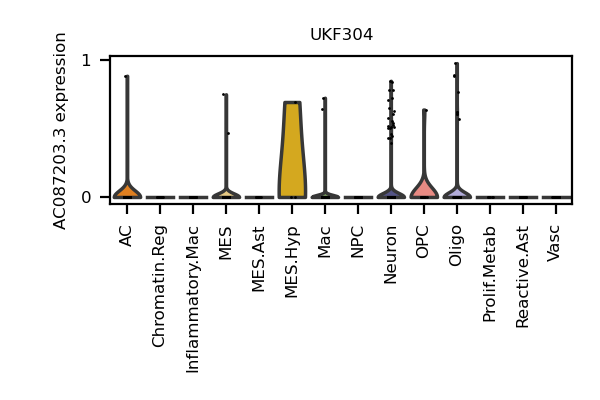 UKF304
AC087203.3 expression
1
0
AC
Chromatin.Reg
Inflammatory.Mac
MES
MES.Ast
MES.Hyp
Mac
NPC
Neuron
OPC
Oligo
Prolif.Metab
Reactive.Ast
Vasc